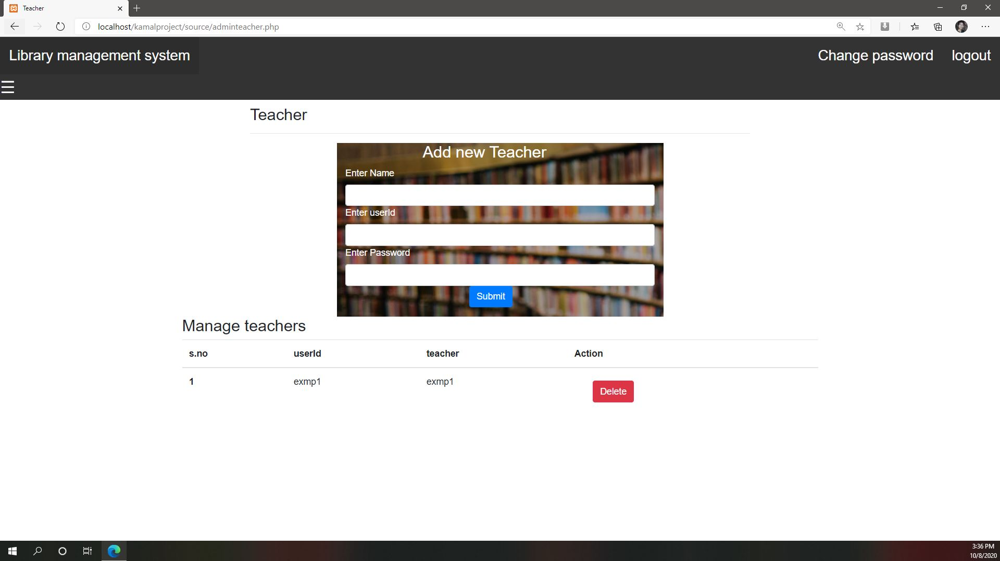 Teacher
localhost/kamalproject/source/adminteacher.php
Library management system
Change password
logout
Teacher
Add new Teacher
Enter Name
Enter userId
Enter Password
Submit
Manage teachers
s.no userId teacher Action
1 exmp1 exmp1 Delete
3:36 PM
10/8/2020